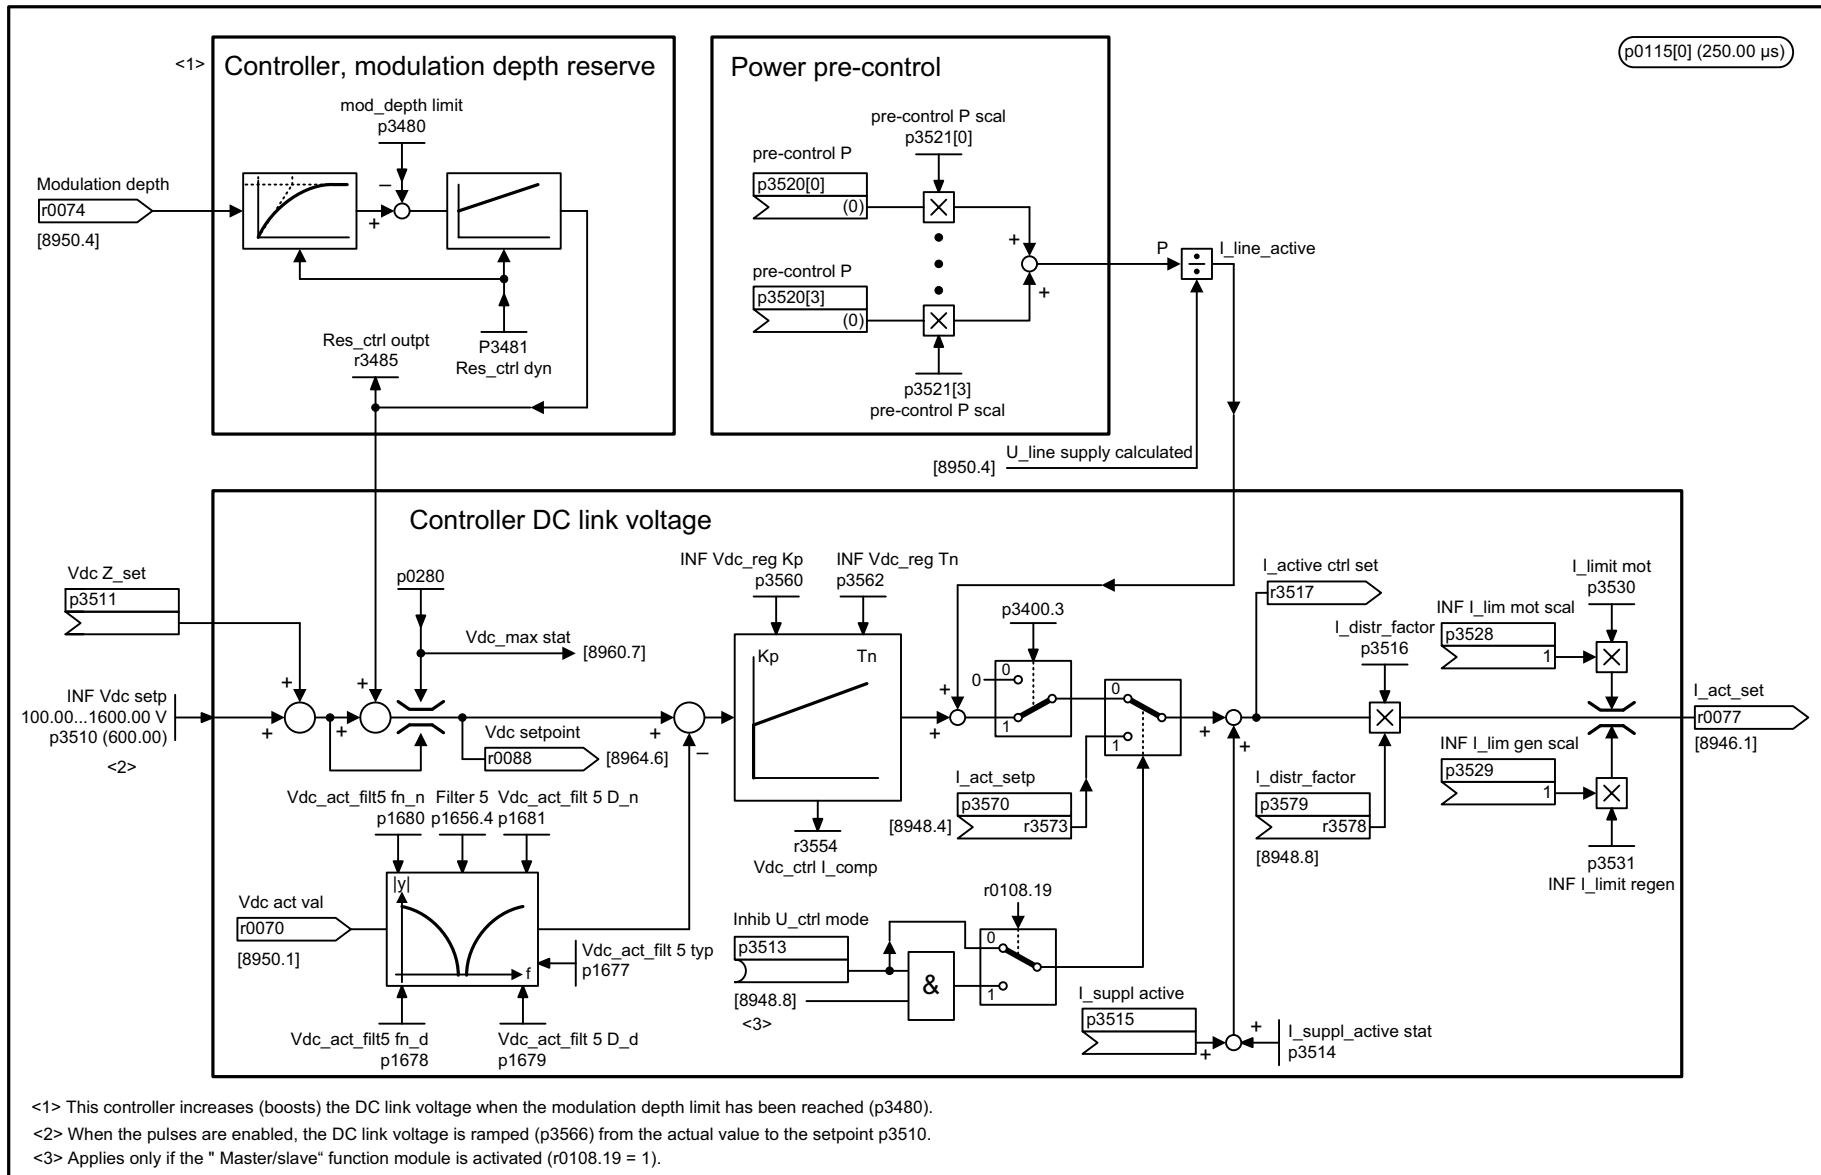 p0115[0] (250.00 µs)
<1>
Controller, modulation depth reserve
mod_depth limit
p3480
Modulation depth
r0074
[8950.4]
–
+
Res_ctrl outpt
r3485
P3481
Res_ctrl dyn
Power pre-control
pre-control P scal
p3521[0]
pre-control P
p3520[0]
(0)
×
+
pre-control P
p3520[3]
(0)
×
+
p3521[3]
pre-control P scal
P
÷
I_line_active
U_line supply calculated
[8950.4]
Controller DC link voltage
Vdc Z_set
p3511
INF Vdc setp
100.00...1600.00 V
p3510 (600.00)
<2>
+
+
+
+
p0280
Vdc_max stat
[8960.7]
Vdc setpoint
r0088
[8964.6]
+
–
INF Vdc_reg Kp
p3560
INF Vdc_reg Tn
p3562
Kp
Tn
r3554
Vdc_ctrl I_comp
Vdc_act_filt5 fn_n
p1680
Filter 5
p1656.4
Vdc_act_filt 5 D_n
p1681
|y|
f
Vdc act val
r0070
[8950.1]
Vdc_act_filt 5 typ
p1677
Vdc_act_filt5 fn_d
p1678
Vdc_act_filt 5 D_d
p1679
+
+
p3400.3
0
0
1
0
1
I_act_setp
p3570
r3573
[8948.4]
Inhib U_ctrl mode
p3513
[8948.8]
<3>
&
r0108.19
0
1
+
+
I_suppl active
p3515
+
+
I_suppl_active stat
p3514
I_active ctrl set
r3517
I_distr_factor
p3516
×
I_distr_factor
p3579
r3578
[8948.8]
INF I_lim mot scal
p3528
1
I_limit mot
p3530
×
INF I_lim gen scal
p3529
1
×
p3531
INF I_limit regen
I_act_set
r0077
[8946.1]
<1> This controller increases (boosts) the DC link voltage when the modulation depth limit has been reached (p3480).
<2> When the pulses are enabled, the DC link voltage is ramped (p3566) from the actual value to the setpoint p3510.
<3> Applies only if the " Master/slave“ function module is activated (r0108.19 = 1).